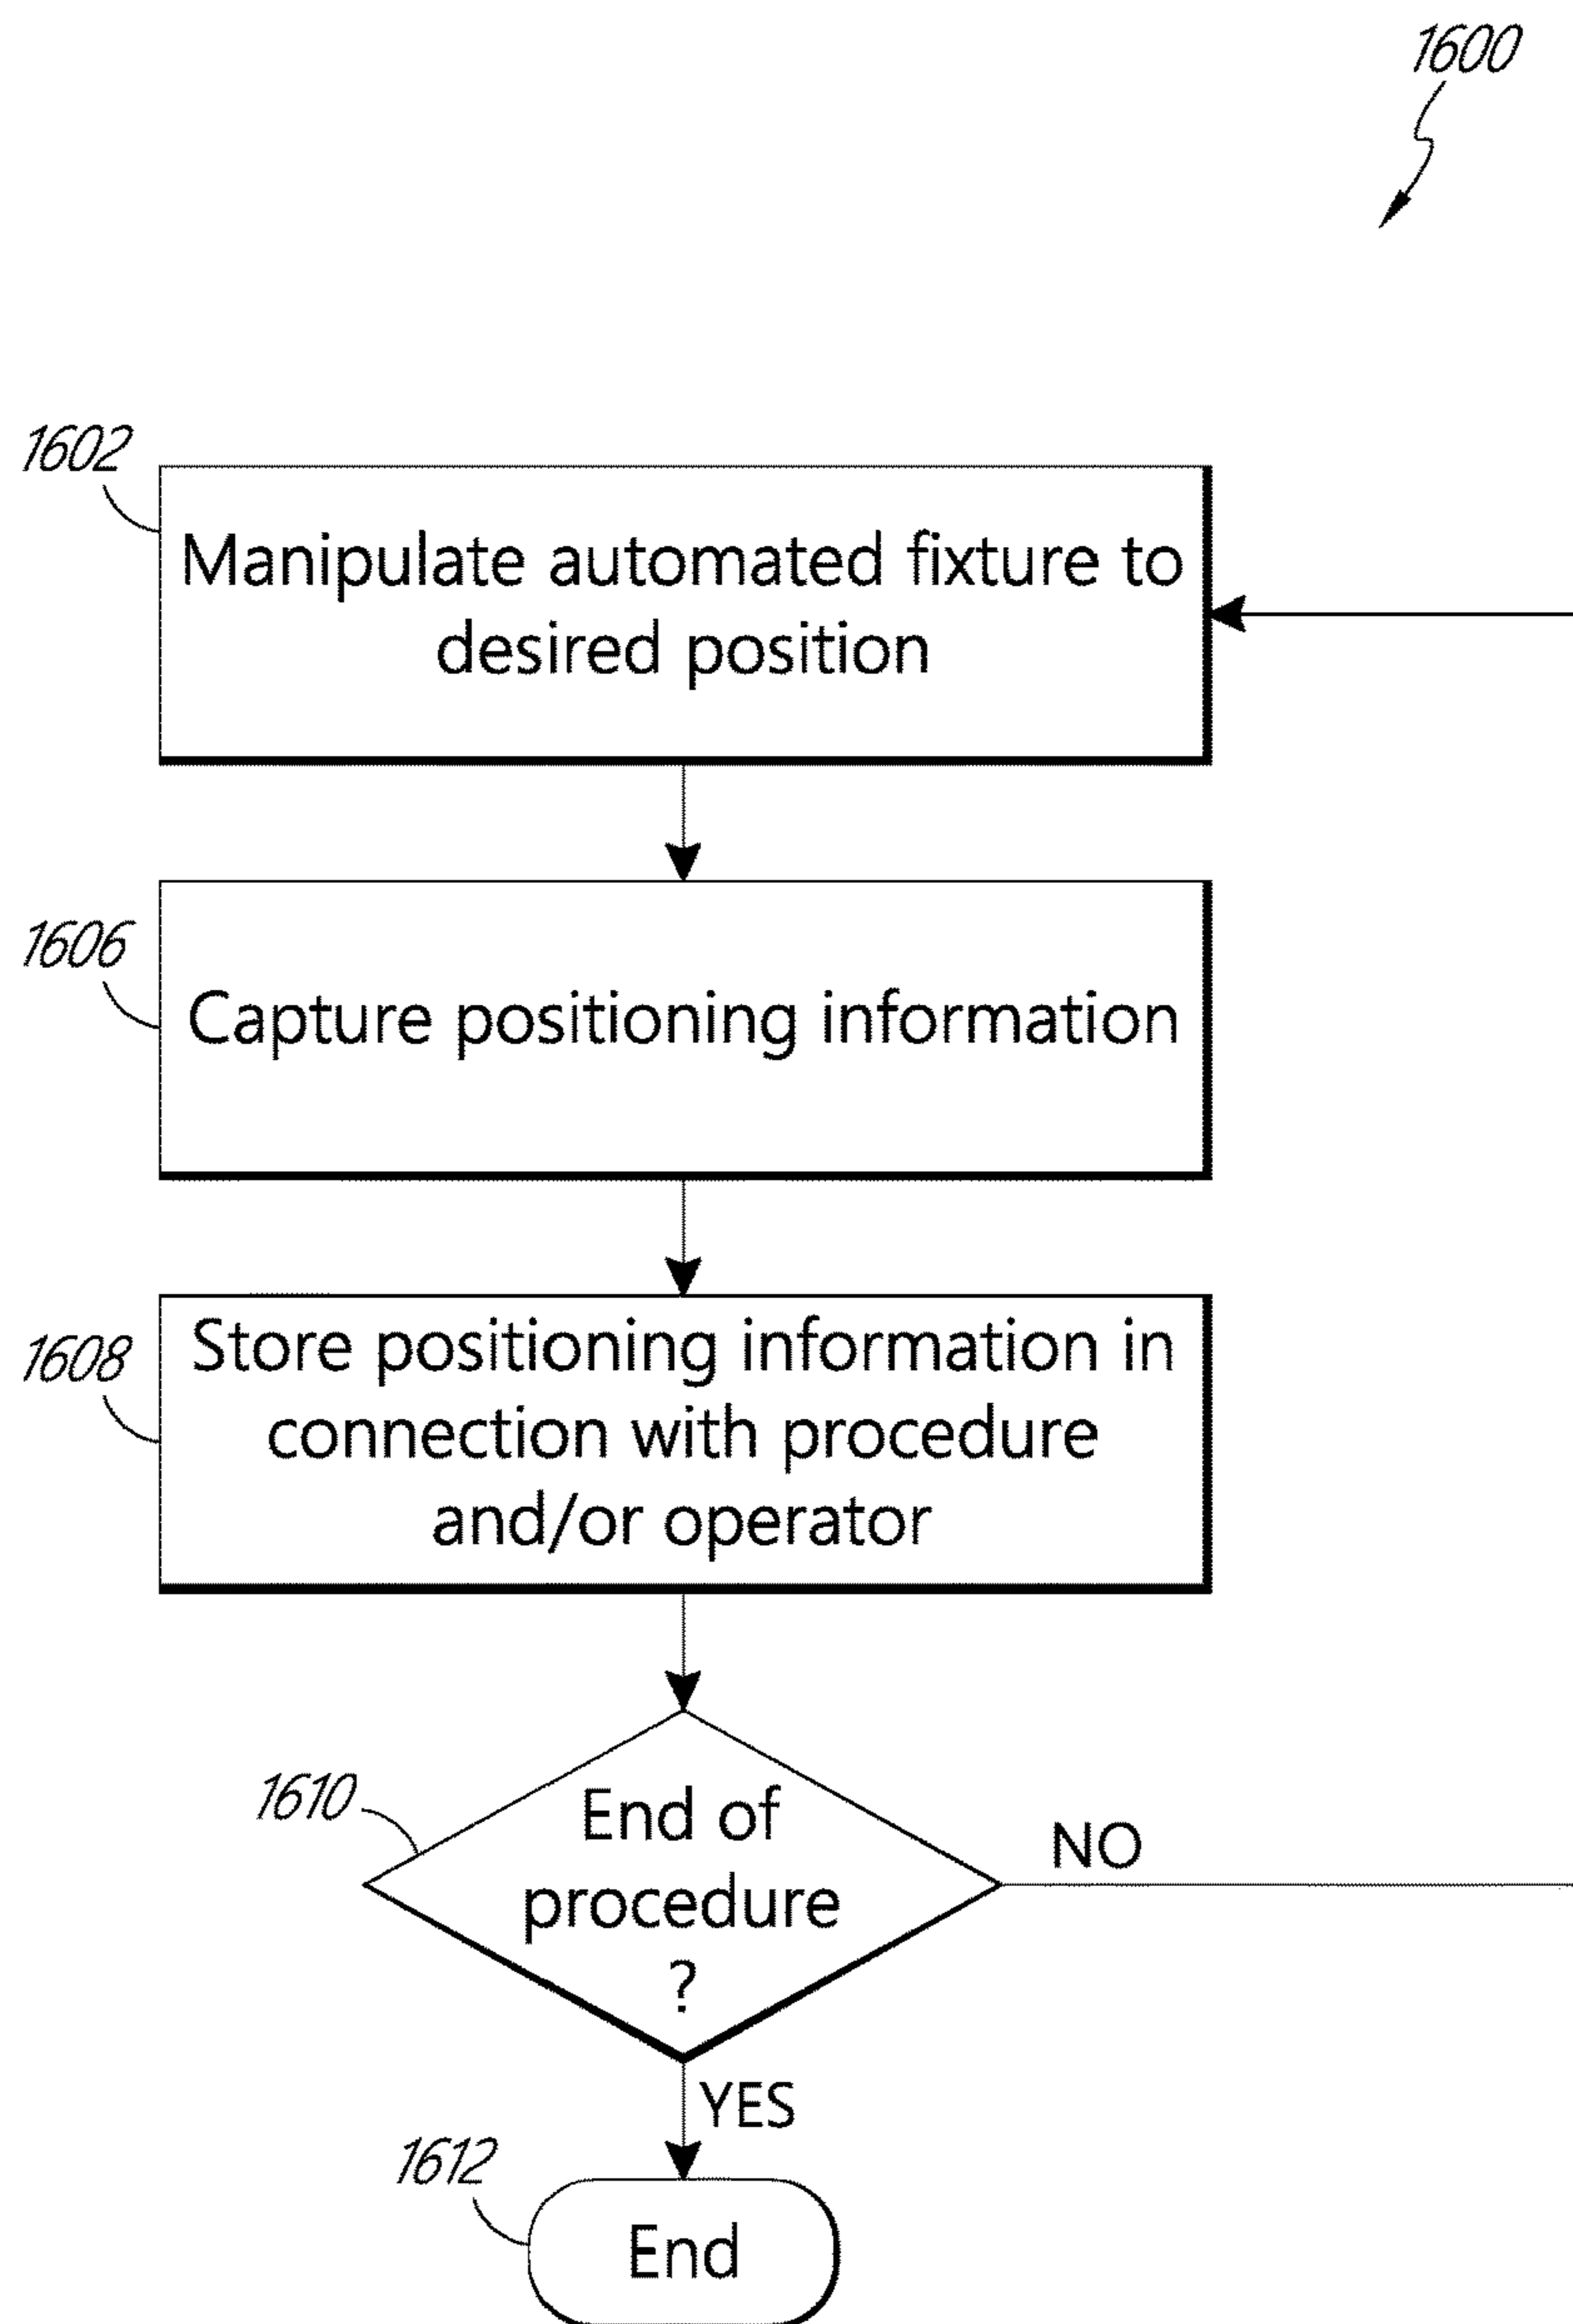 1600
1602
Manipulate automated fixture to
desired position
1606
Capture positioning information
1608
Store positioning information in
connection with procedure
and/or operator
1610
End of
procedure
?
NO
YES
1612
End